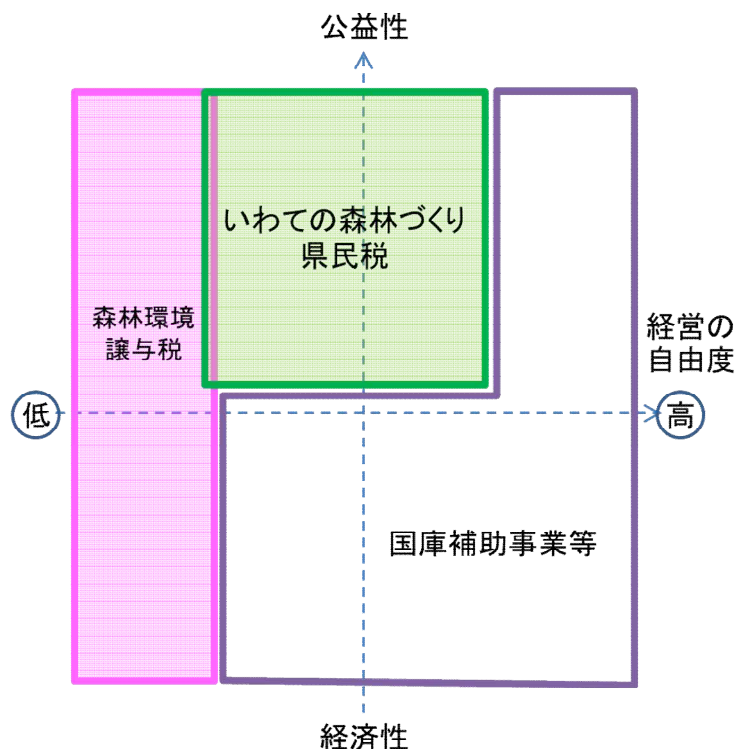 公益性
いわての森林づくり
県民税
森林環境
譲与税
経営の
自由度
低
高
国庫補助事業等
経済性